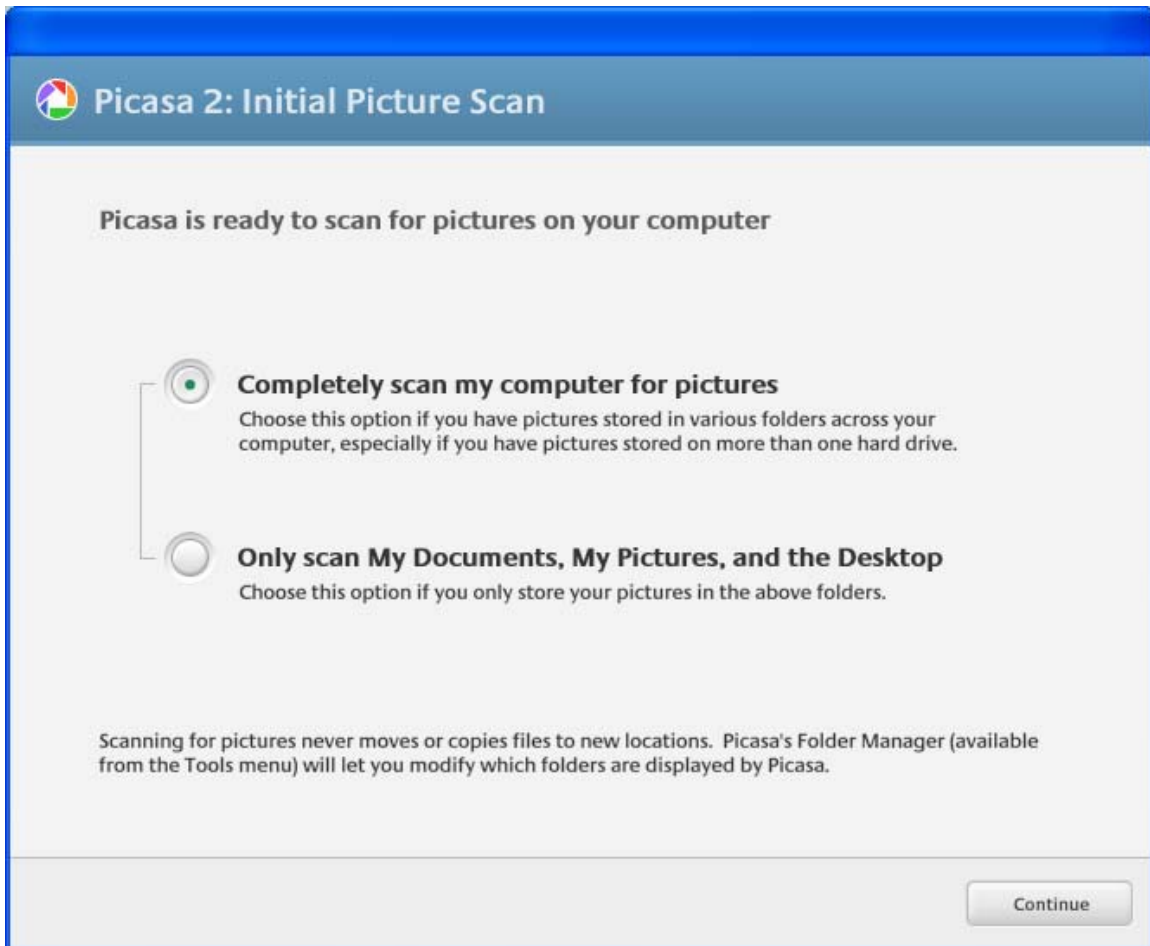 Picasa 2: Initial Picture Scan
Picasa is ready to scan for pictures on your computer
Completely scan my computer for pictures
Choose this option if you have pictures stored in various folders across your
computer, especially if you have pictures stored on more than one hard drive.
Only scan My Documents, My Pictures, and the Desktop
Choose this option if you only store your pictures in the above folders.
Scanning for pictures never moves or copies files to new locations.  Picasa's Folder Manager (available
from the Tools menu) will let you modify which folders are displayed by Picasa.
Continue